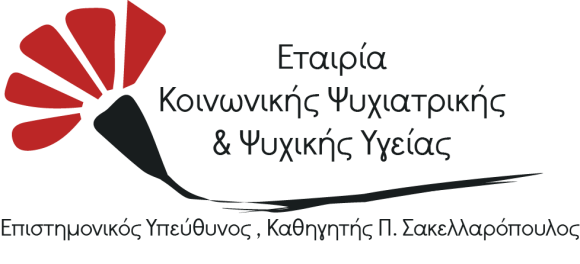 Εταιρία
Κοινωνικής Ψυχιατρικής
& Ψυχικής Υγείας
Επιστημονικός Υπεύθυνος , Καθηγητής Π. Σακελλαρόπουλος